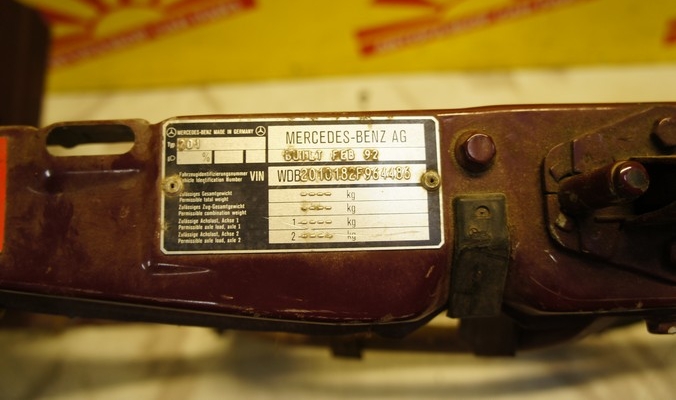 MERCEDES-BENZ MADE IN GERMANY
MERCEDES-BENZ AG
Typ 201
BUILT FEB 92
%
Fahrzeugidentifizierungsnummer
Vehicle Identification Number VIN WDB2010182F964486
Zulässiges Gesamtgewicht
Permissible total weight kg
Zulässiges Zug-Gesamtgewicht
Permissible combination weight kg
Zulässige Achslast, Achse 1
Permissible axle load, axle 1 1 kg
Zulässige Achslast, Achse 2
Permissible axle load, axle 2 2 kg